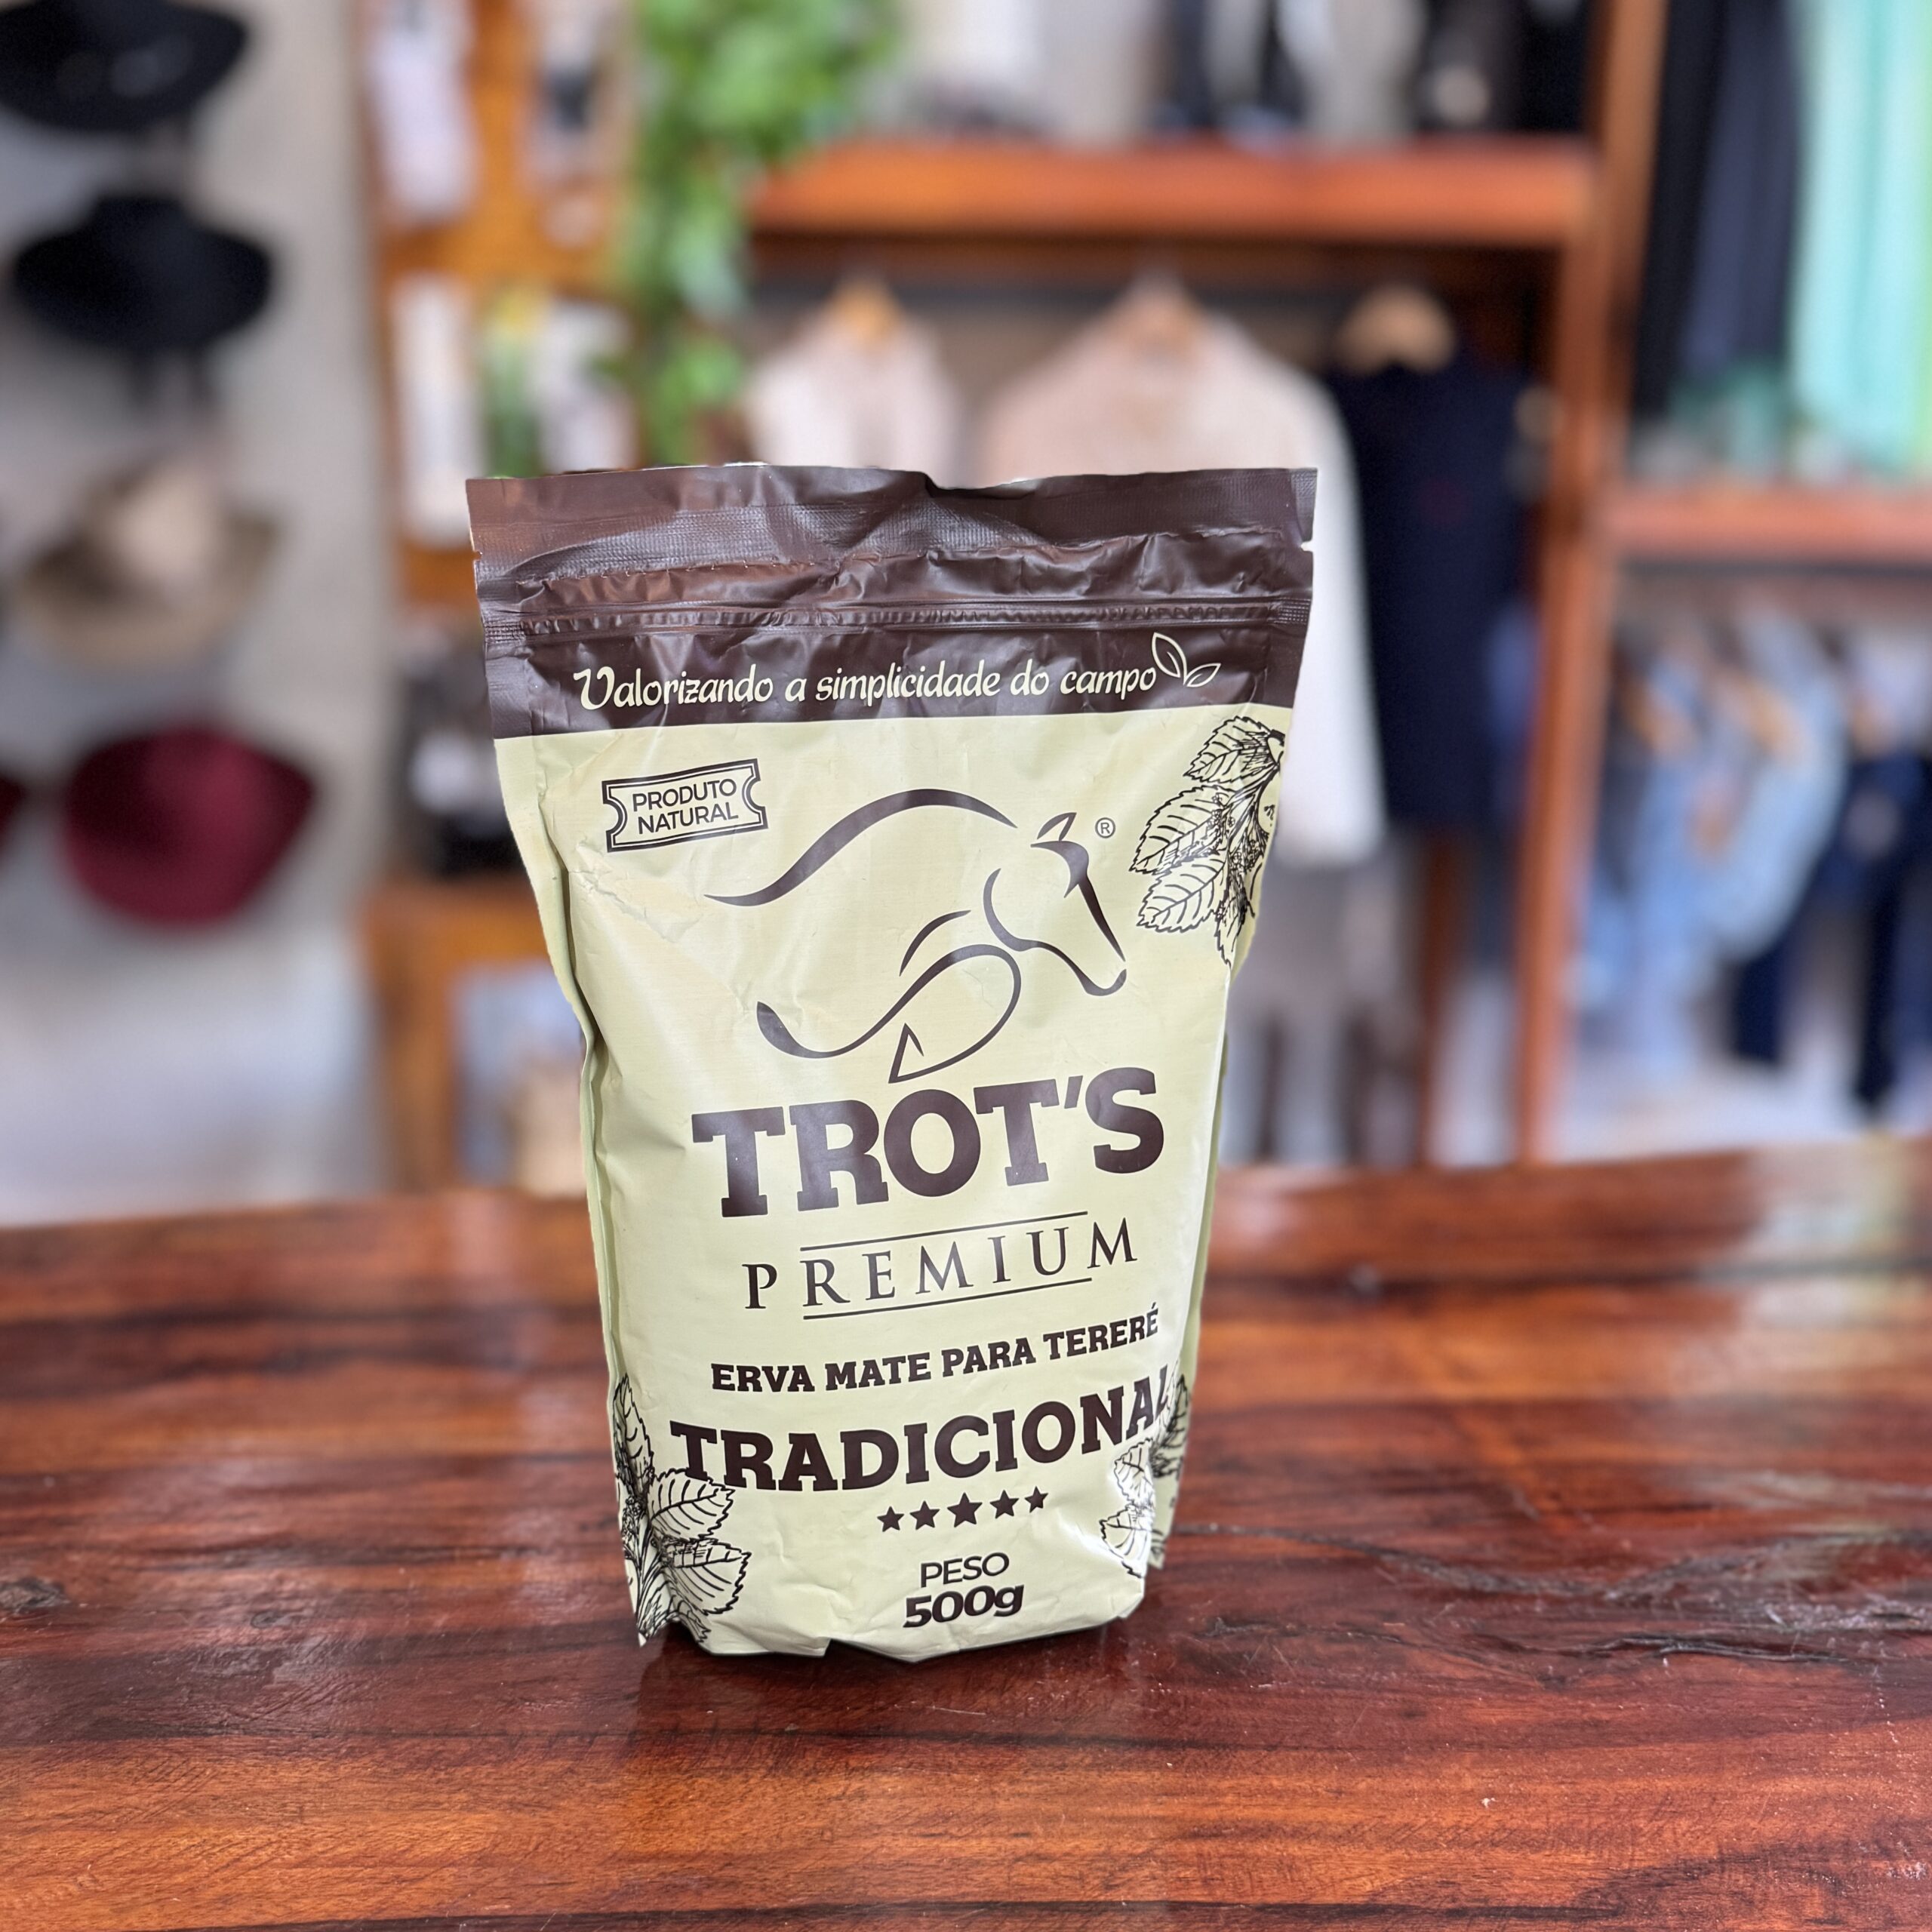 Valorizando a simplicidade do campo
PRODUTO
NATURAL
®
TROT'S
PREMIUM
ERVA MATE PARA TERERÉ
TRADICIONAL
PESO
500g